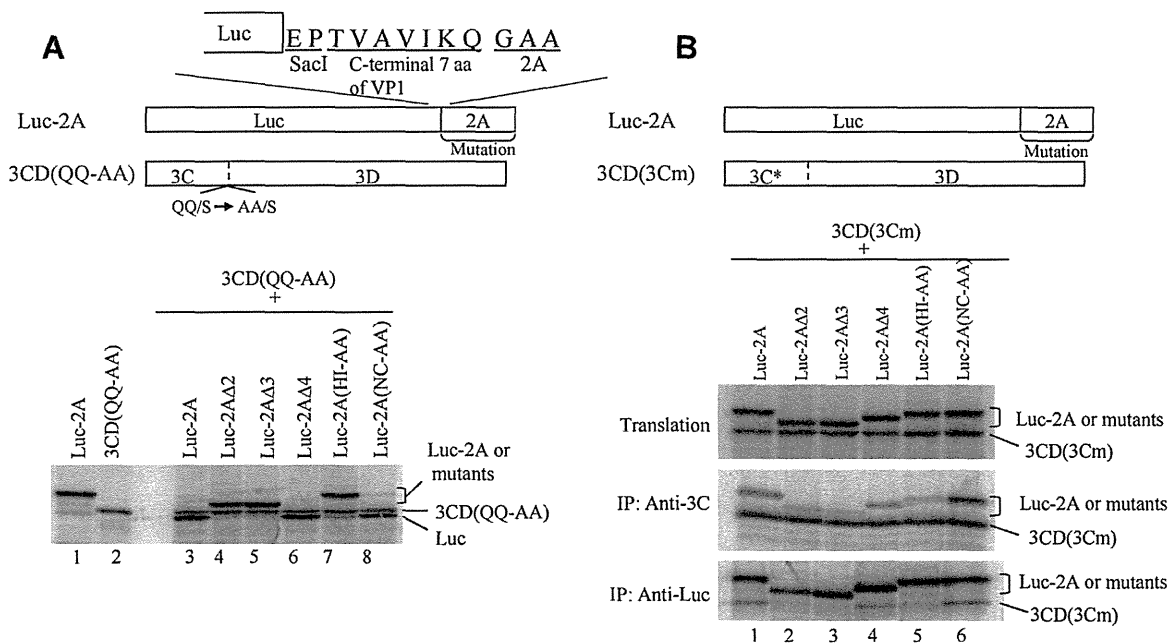 A
Luc
E P T V A V I K Q G A A
SacI
C-terminal 7 aa
of VP1
2A
Luc-2A
Luc
2A
Mutation
3CD(QQ-AA)
3C
3D
QQ/S → AA/S
3CD(QQ-AA)
+
Luc-2A
3CD(QQ-AA)
Luc-2A
Luc-2AΔ2
Luc-2AΔ3
Luc-2AΔ4
Luc-2A(HI-AA)
Luc-2A(NC-AA)
Luc-2A or
mutants
3CD(QQ-AA)
Luc
1 2 3 4 5 6 7 8
B
Luc-2A
Luc
2A
Mutation
3CD(3Cm)
3C*
3D
3CD(3Cm)
+
Luc-2A
Luc-2AΔ2
Luc-2AΔ3
Luc-2AΔ4
Luc-2A(HI-AA)
Luc-2A(NC-AA)
Translation
Luc-2A or mutants
3CD(3Cm)
IP: Anti-3C
Luc-2A or mutants
3CD(3Cm)
IP: Anti-Luc
Luc-2A or mutants
3CD(3Cm)
1 2 3 4 5 6